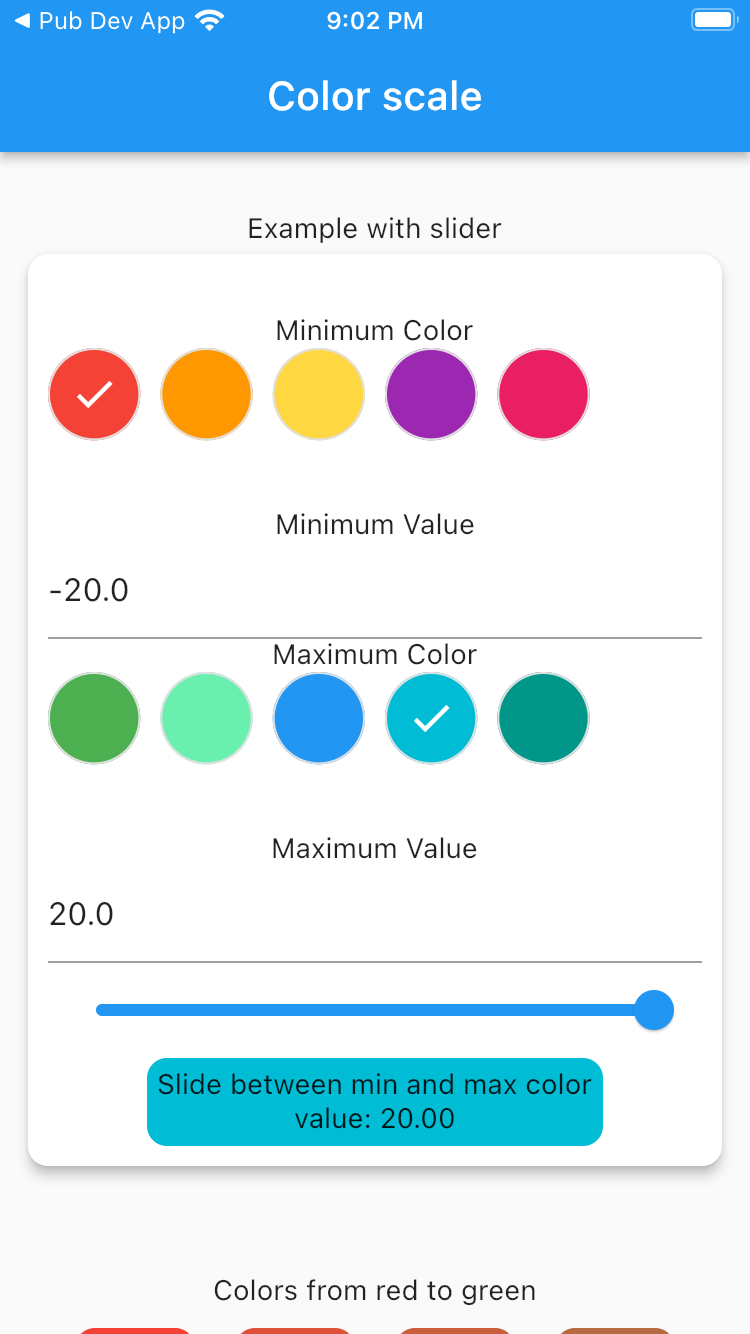 ◀ Pub Dev App 9:02 PM
Color scale
Example with slider
Minimum Color
Minimum Value
-20.0
Maximum Color
Maximum Value
20.0
Slide between min and max color
value: 20.00
Colors from red to green